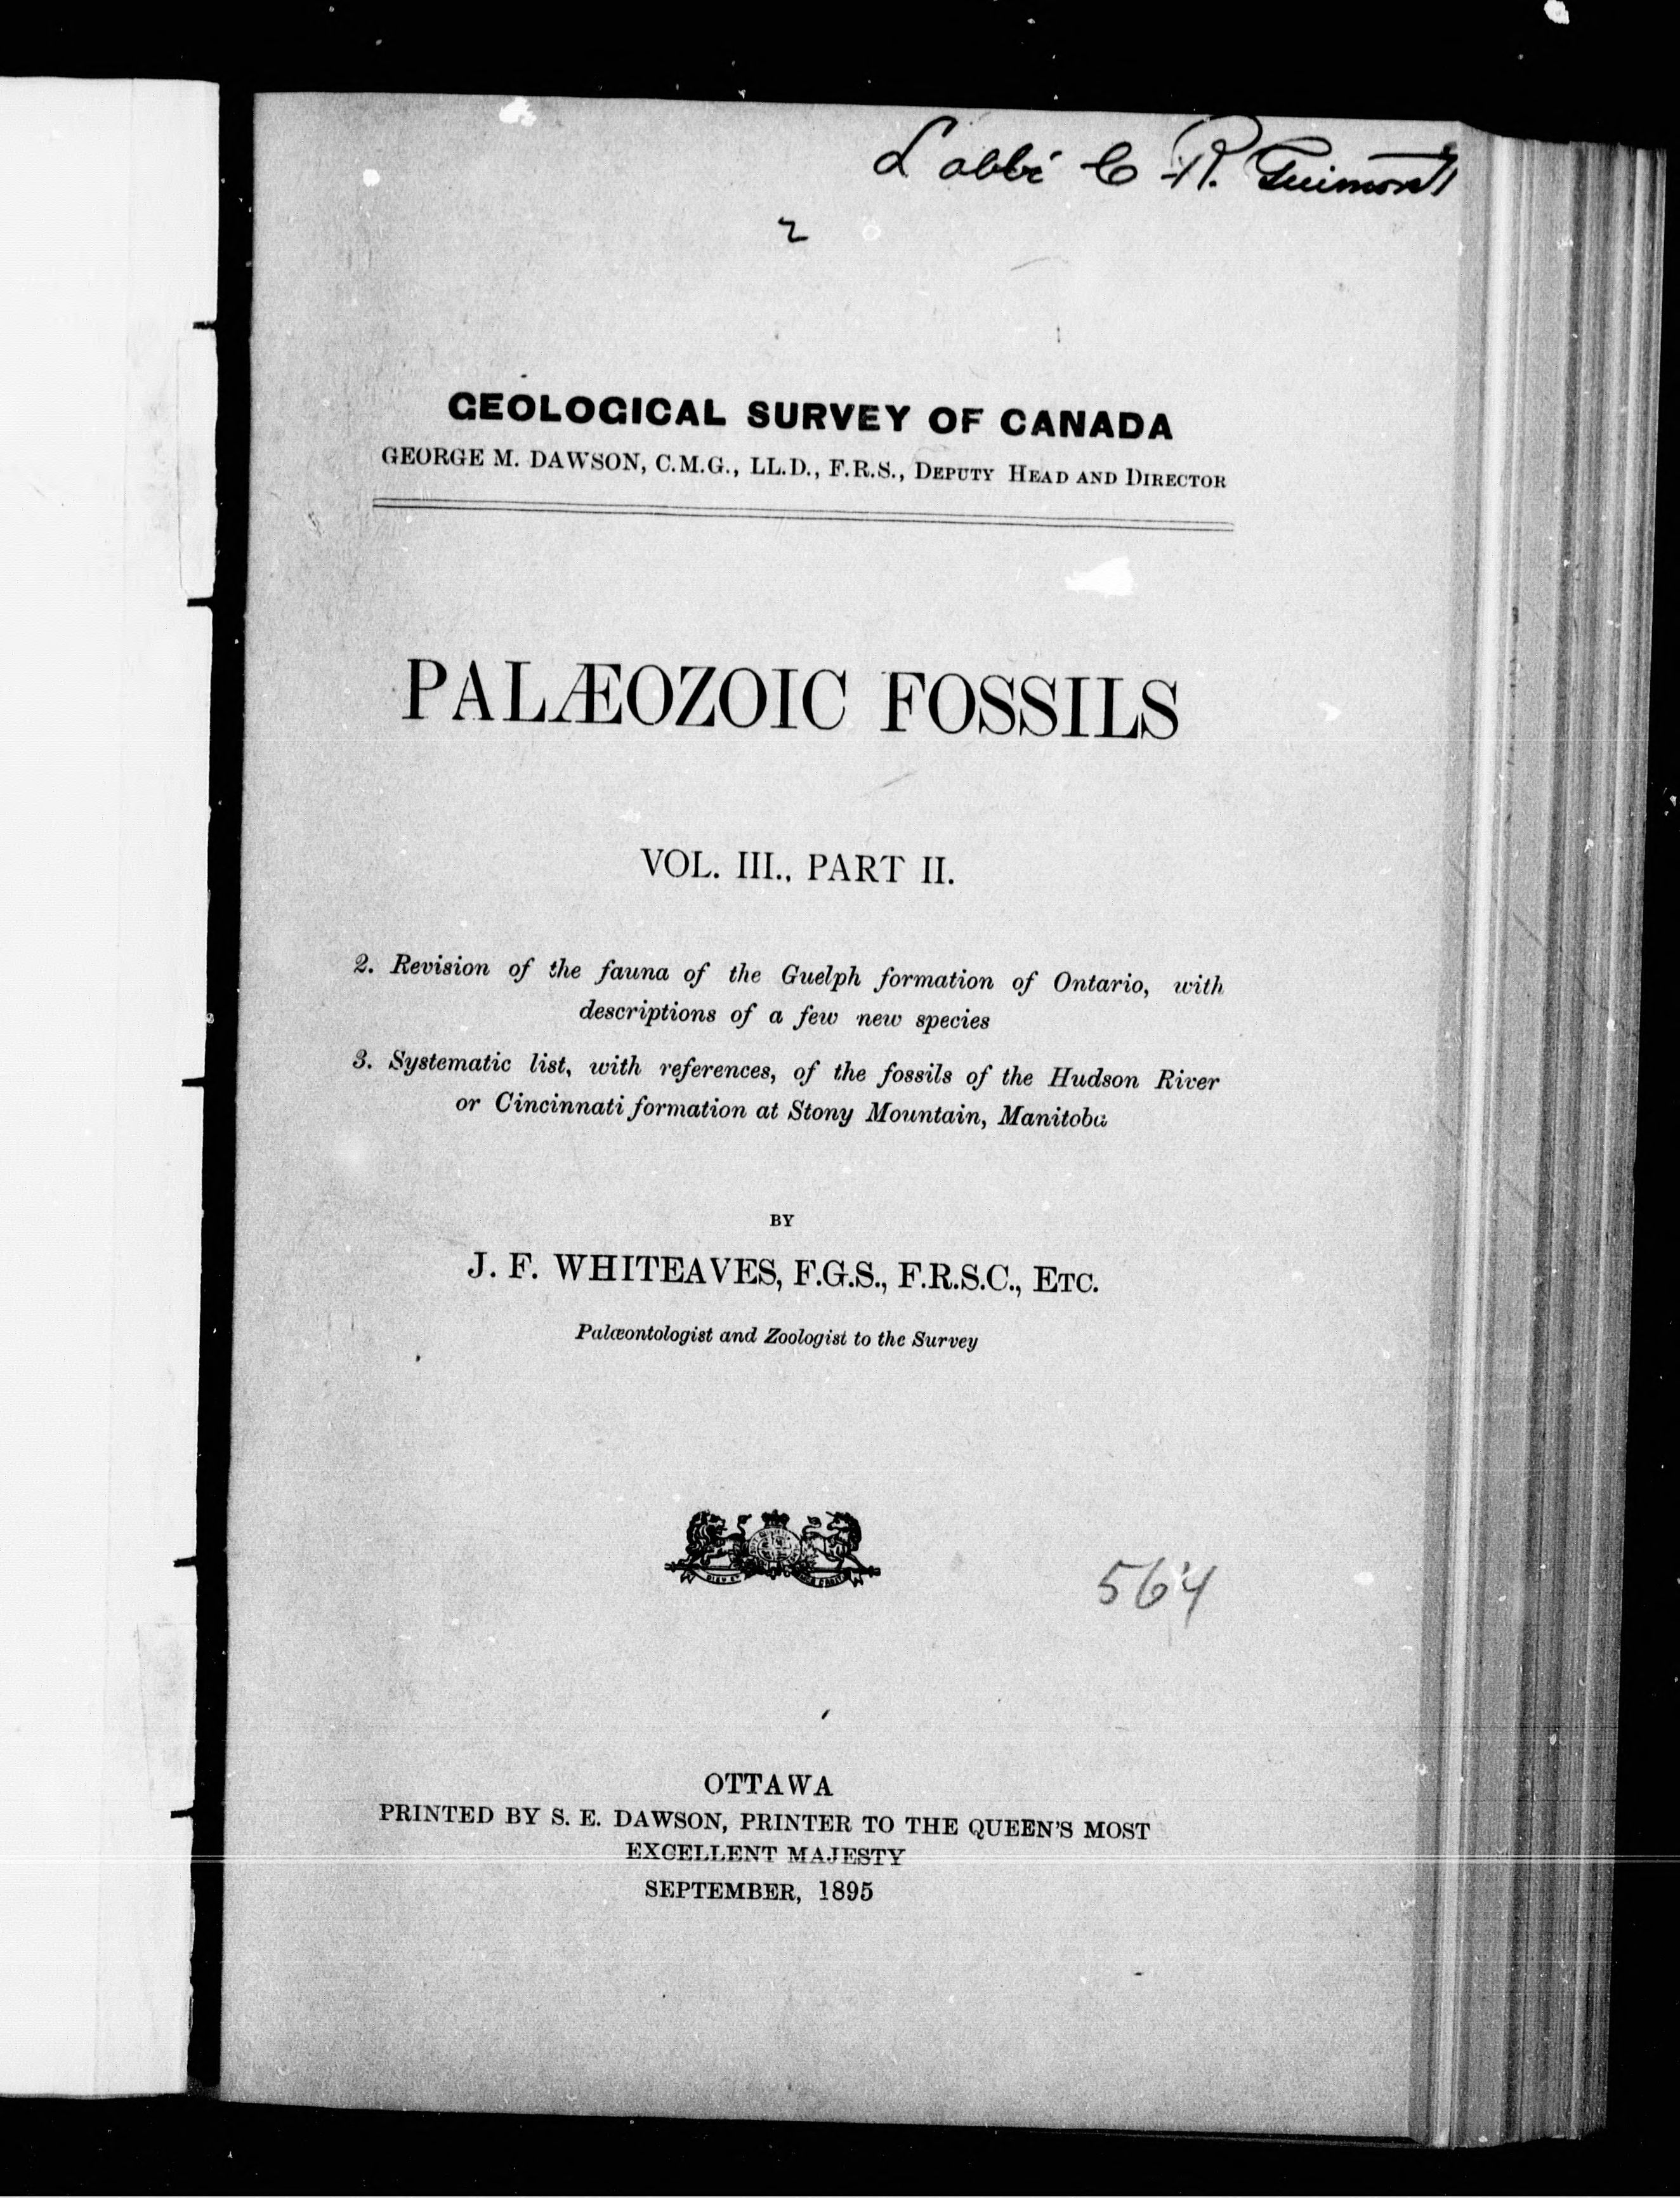 L'abbé C R. Guimont
2
GEOLOGICAL SURVEY OF CANADA
GEORGE M. DAWSON, C.M.G., LL.D., F.R.S., DEPUTY HEAD AND DIRECTOR
PALÆOZOIC FOSSILS
VOL. III., PART II.
2. Revision of the fauna of the Guelph formation of Ontario, with
descriptions of a few new species
3. Systematic list, with references, of the fossils of the Hudson River
or Cincinnati formation at Stony Mountain, Manitoba
BY
J. F. WHITEAVES, F.G.S., F.R.S.C., ETC.
Palæontologist and Zoologist to the Survey
564
OTTAWA
PRINTED BY S. E. DAWSON, PRINTER TO THE QUEEN'S MOST
EXCELLENT MAJESTY
SEPTEMBER, 1895